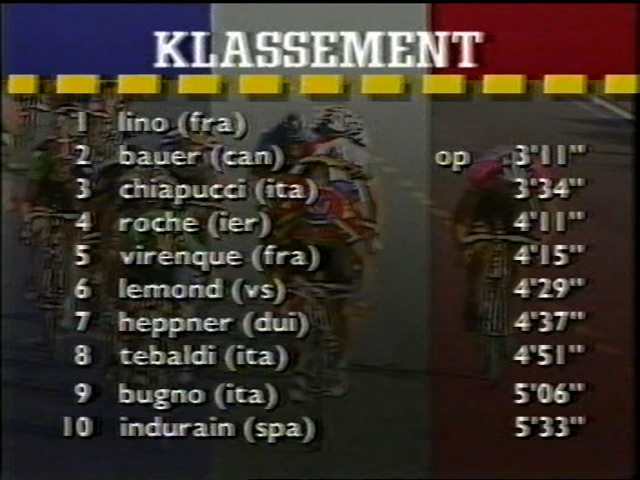 KLASSEMENT
1 lino (fra)
2 bauer (can) op 3'11"
3 chiapucci (ita) 3'34"
4 roche (ier) 4'11"
5 virenque (fra) 4'15"
6 lemond (vs) 4'29"
7 heppner (dui) 4'37"
8 tebaldi (ita) 4'51"
9 bugno (ita) 5'06"
10 indurain (spa) 5'33"